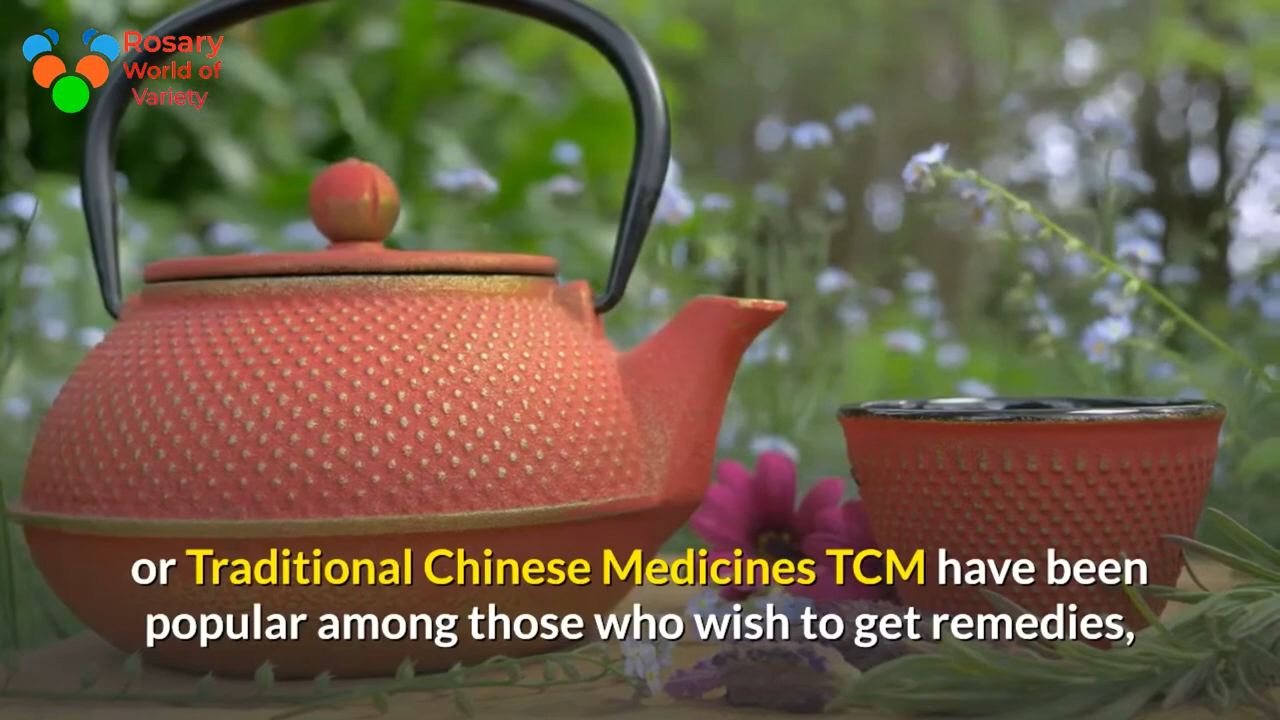 Rosary
World of
Variety
or Traditional Chinese Medicines TCM have been
popular among those who wish to get remedies,